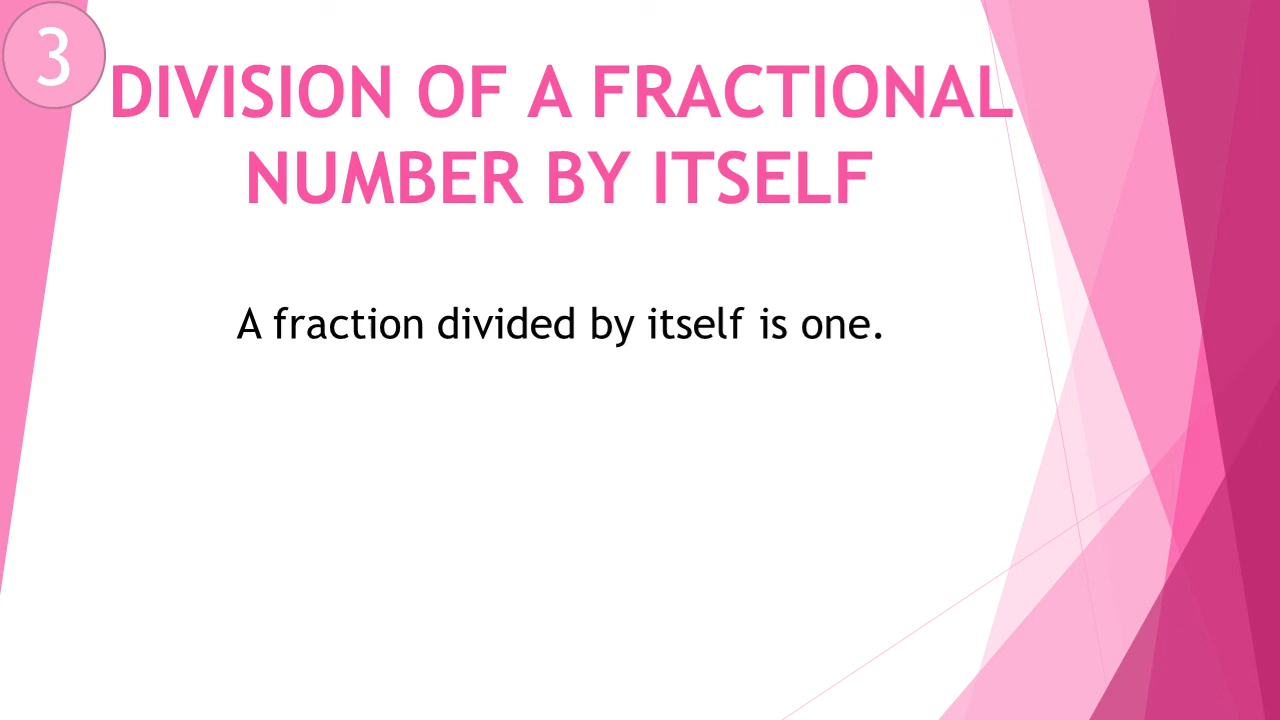 3
DIVISION OF A FRACTIONAL
NUMBER BY ITSELF
A fraction divided by itself is one.